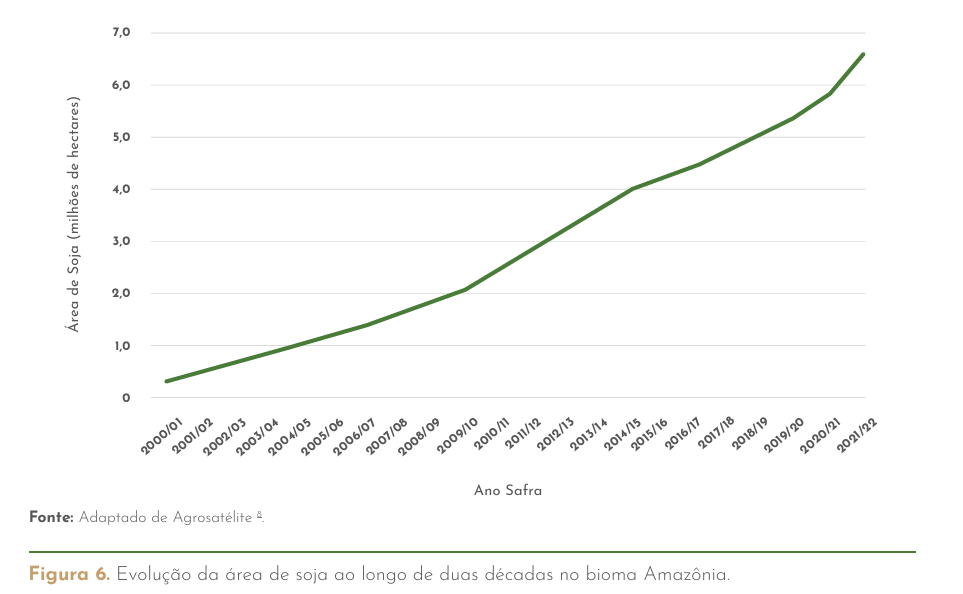 7,0
6,0
5,0
4,0
3,0
2,0
1,0
0
Área de Soja (milhões de hectares)
2000/01 2001/02 2002/03 2003/04 2004/05 2005/06 2006/07 2007/08 2008/09 2009/10 2010/11 2011/12 2012/13 2013/14 2014/15 2015/16 2016/17 2017/18 2018/19 2019/20 2020/21 2021/22
Ano Safra
Fonte: Adaptado de Agrosatélite 8.
Figura 6. Evolução da área de soja ao longo de duas décadas no bioma Amazônia.